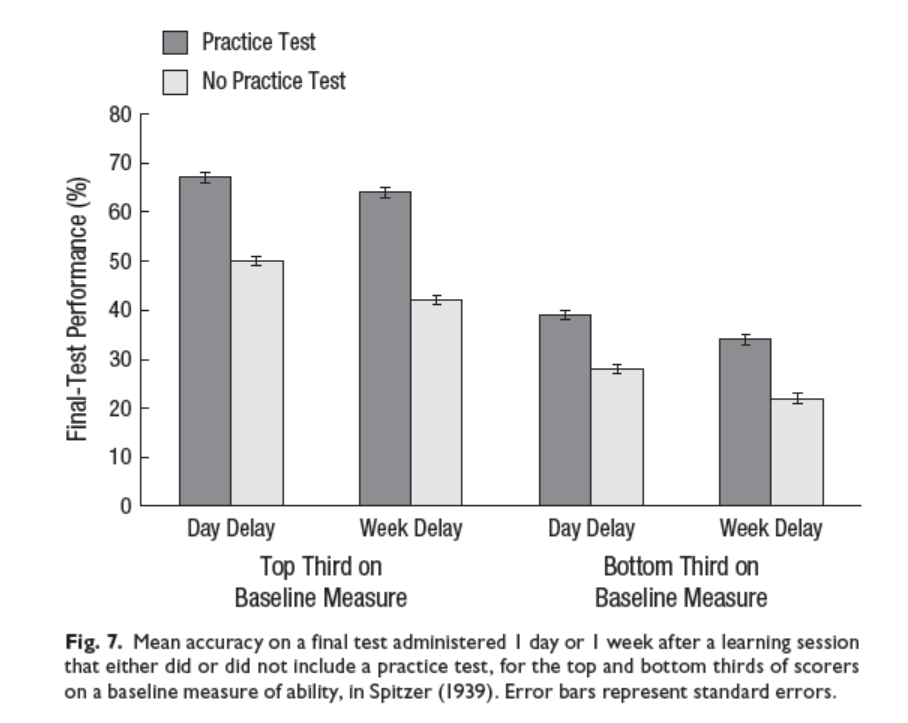 Practice Test
No Practice Test
80
70
60
50
40
30
20
10
0
Final-Test Performance (%)
Day Delay Week Delay Day Delay Week Delay
Top Third on Bottom Third on
Baseline Measure Baseline Measure
Fig. 7. Mean accuracy on a final test administered 1 day or 1 week after a learning session
that either did or did not include a practice test, for the top and bottom thirds of scorers
on a baseline measure of ability, in Spitzer (1939). Error bars represent standard errors.